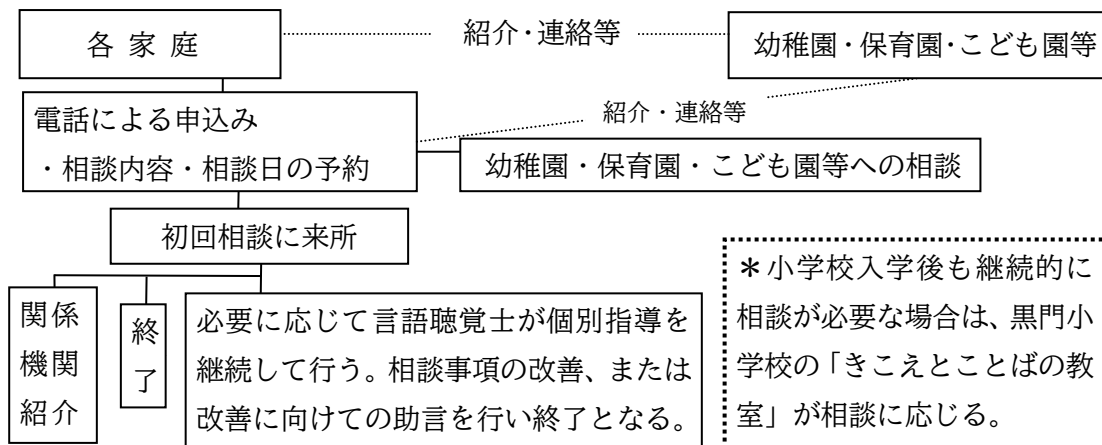 各 家 庭
紹介・連絡等
幼稚園・保育園・こども園等
電話による申込み
・相談内容・相談日の予約
紹介・連絡等
幼稚園・保育園・こども園等への相談
初回相談に来所
関係
機関
紹介
終
了
必要に応じて言語聴覚士が個別指導を
継続して行う。相談事項の改善、または
改善に向けての助言を行い終了となる。
＊小学校入学後も継続的に
相談が必要な場合は、黒門小
学校の「きこえとことばの教
室」が相談に応じる。